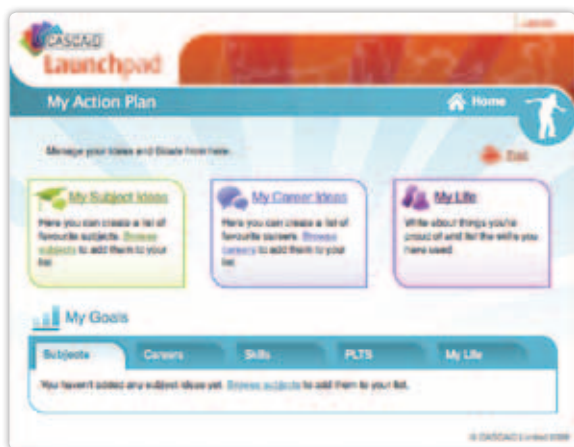 CASCAID
Launchpad
My Action Plan
Home
Manage your Ideas and Goals from here.
My Subject Ideas
Here you can create a list of
favourite subjects. Browse
subjects to add them to your
list
My Career Ideas
Here you can create a list of
favourite careers. Browse
careers to add them to your
list
My Life
Write about things you're
proud of and list the skills you
have used
My Goals
Subjects
Careers
Skills
PLTS
My Life
You haven't added any subject ideas yet. Browse subjects to add them to your list.
© CASCAID Limited